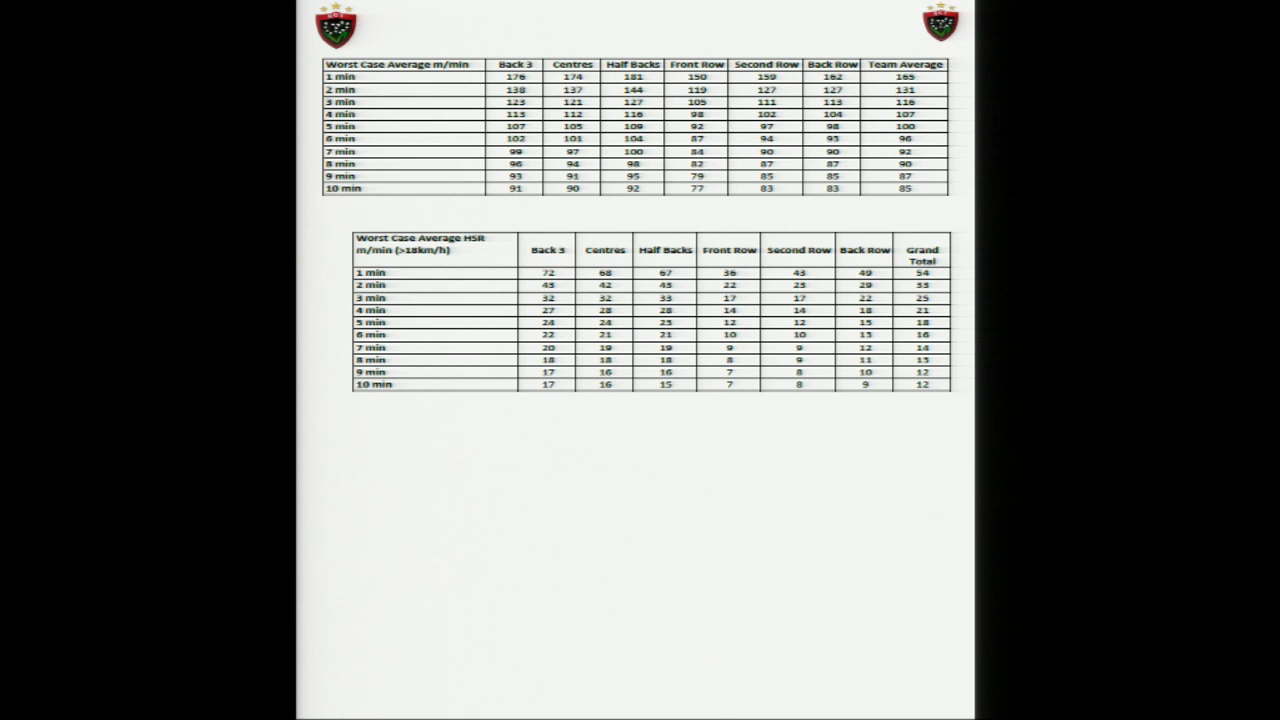 RCT
RCT
Worst Case Average m/min Back 3 Centres Half Backs Front Row Second Row Back Row Team Average
1 min 176 174 181 150 159 162 165
2 min 138 137 144 119 127 127 131
3 min 123 121 127 105 111 113 116
4 min 113 112 116 98 102 104 107
5 min 107 105 109 92 97 98 100
6 min 102 101 104 87 94 93 96
7 min 99 97 100 84 90 90 92
8 min 96 94 98 82 87 87 90
9 min 93 91 95 79 85 85 87
10 min 91 90 92 77 83 83 85
Worst Case Average HSR
m/min (>18km/h) Back 3 Centres Half Backs Front Row Second Row Back Row Grand
Total
1 min 72 68 67 36 43 49 54
2 min 43 42 43 22 23 29 33
3 min 32 32 33 17 17 22 25
4 min 27 28 28 14 14 18 21
5 min 24 24 23 12 12 15 18
6 min 22 21 21 10 10 13 16
7 min 20 19 19 9 9 12 14
8 min 18 18 18 8 9 11 13
9 min 17 16 16 7 8 10 12
10 min 17 16 15 7 8 9 12